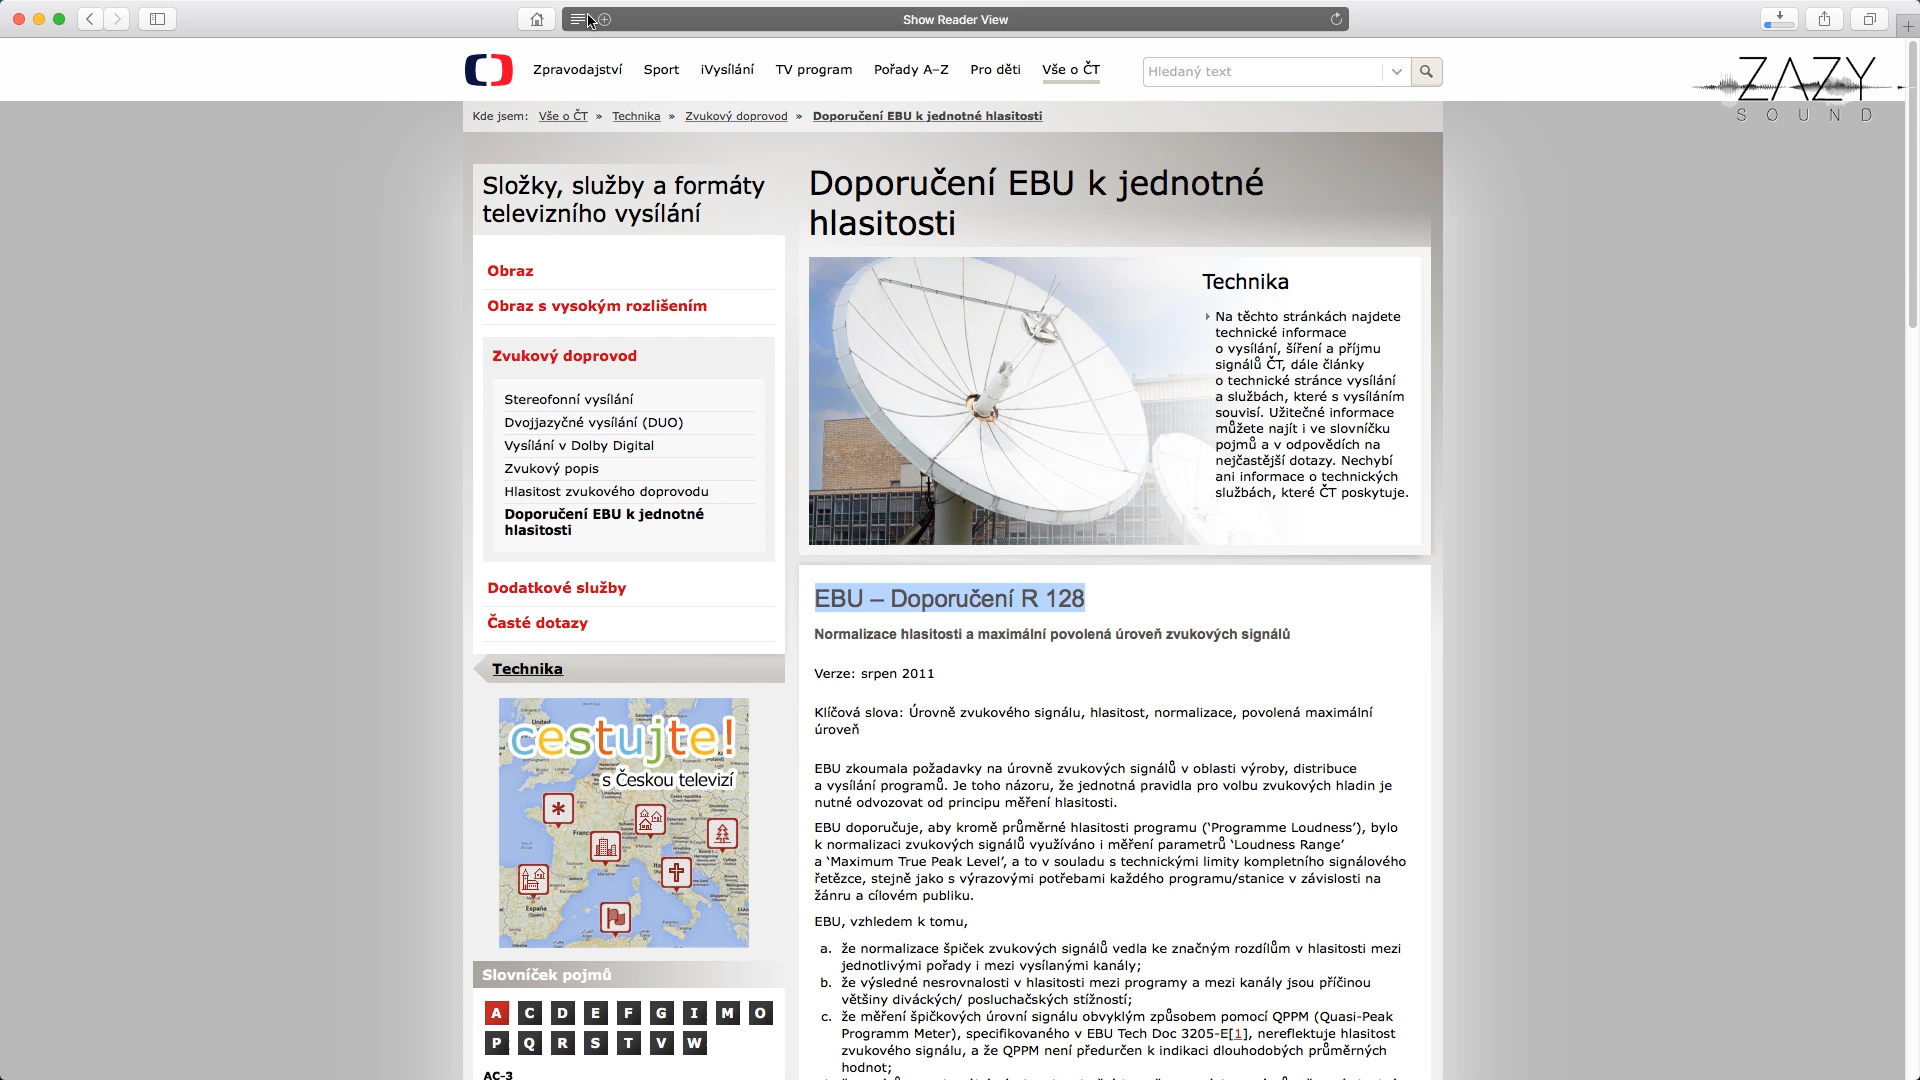 Show Reader View
Zpravodajství Sport iVysílání TV program Pořady A–Z Pro děti Vše o ČT
Hledaný text
ZAZY
SOUND
Kde jsem: Vše o ČT » Technika » Zvukový doprovod » Doporučení EBU k jednotné hlasitosti
Složky, služby a formáty
televizního vysílání
Obraz
Obraz s vysokým rozlišením
Zvukový doprovod
Stereofonní vysílání
Dvojjazyčné vysílání (DUO)
Vysílání v Dolby Digital
Zvukový popis
Hlasitost zvukového doprovodu
Doporučení EBU k jednotné
hlasitosti
Dodatkové služby
Časté dotazy
Technika
cestujte!
s Českou televizí
Slovníček pojmů
A C D E F G I M O
P Q R S T V W
AC-3
Doporučení EBU k jednotné
hlasitosti
Technika
Na těchto stránkách najdete
technické informace
o vysílání, šíření a příjmu
signálů ČT, dále články
o technické stránce vysílání
a službách, které s vysíláním
souvisí. Užitečné informace
můžete najít i ve slovníčku
pojmů a v odpovědích na
nejčastější dotazy. Nechybí
ani informace o technických
službách, které ČT poskytuje.
EBU – Doporučení R 128
Normalizace hlasitosti a maximální povolená úroveň zvukových signálů
Verze: srpen 2011
Klíčová slova: Úrovně zvukového signálu, hlasitost, normalizace, povolená maximální
úroveň
EBU zkoumala požadavky na úrovně zvukových signálů v oblasti výroby, distribuce
a vysílání programů. Je toho názoru, že jednotná pravidla pro volbu zvukových hladin je
nutné odvozovat od principu měření hlasitosti.
EBU doporučuje, aby kromě průměrné hlasitosti programu (‘Programme Loudness’), bylo
k normalizaci zvukových signálů využíváno i měření parametrů ‘Loudness Range’
a ‘Maximum True Peak Level’, a to v souladu s technickými limity kompletního signálového
řetězce, stejně jako s výrazovými potřebami každého programu/stanice v závislosti na
žánru a cílovém publiku.
EBU, vzhledem k tomu,
a. že normalizace špiček zvukových signálů vedla ke značným rozdílům v hlasitosti mezi
jednotlivými pořady i mezi vysílanými kanály;
b. že výsledné nesrovnalosti v hlasitosti mezi programy a mezi kanály jsou příčinou
většiny diváckých/ posluchačských stížností;
c. že měření špičkových úrovní signálu obvyklým způsobem pomocí QPPM (Quasi-Peak
Programm Meter), specifikovaného v EBU Tech Doc 3205-E[1], nereflektuje hlasitost
zvukového signálu, a že QPPM není předurčen k indikaci dlouhodobých průměrných
hodnot;